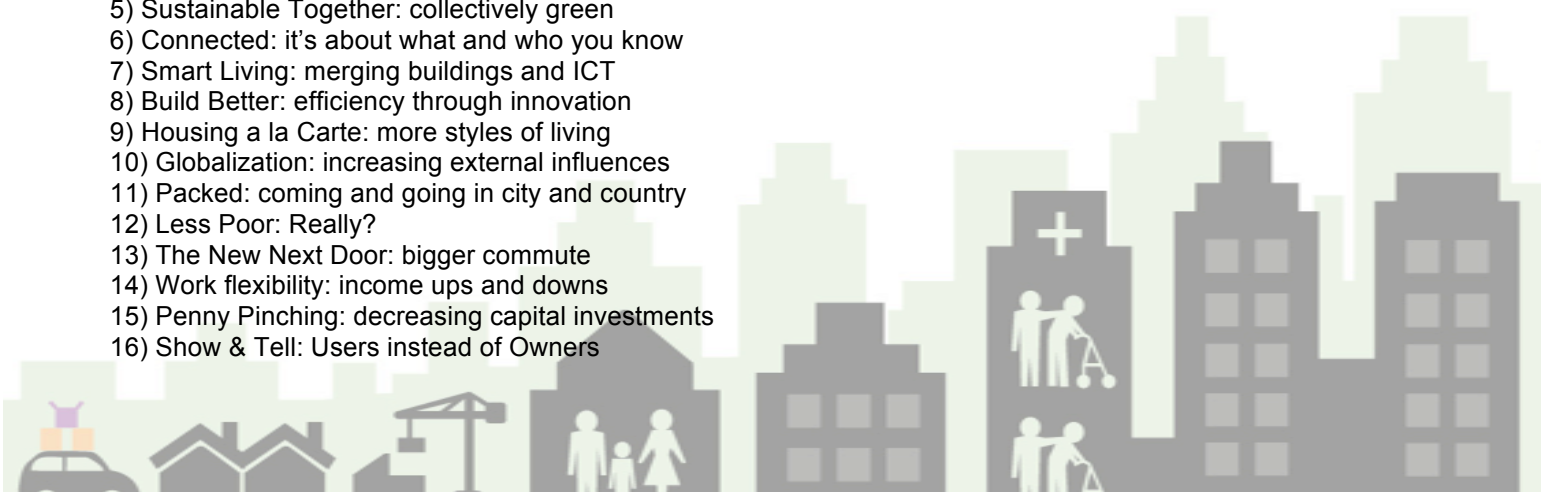 5) Sustainable Together: collectively green
6) Connected: it’s about what and who you know
7) Smart Living: merging buildings and ICT
8) Build Better: efficiency through innovation
9) Housing a la Carte: more styles of living
10) Globalization: increasing external influences
11) Packed: coming and going in city and country
12) Less Poor: Really?
13) The New Next Door: bigger commute
14) Work flexibility: income ups and downs
15) Penny Pinching: decreasing capital investments
16) Show & Tell: Users instead of Owners